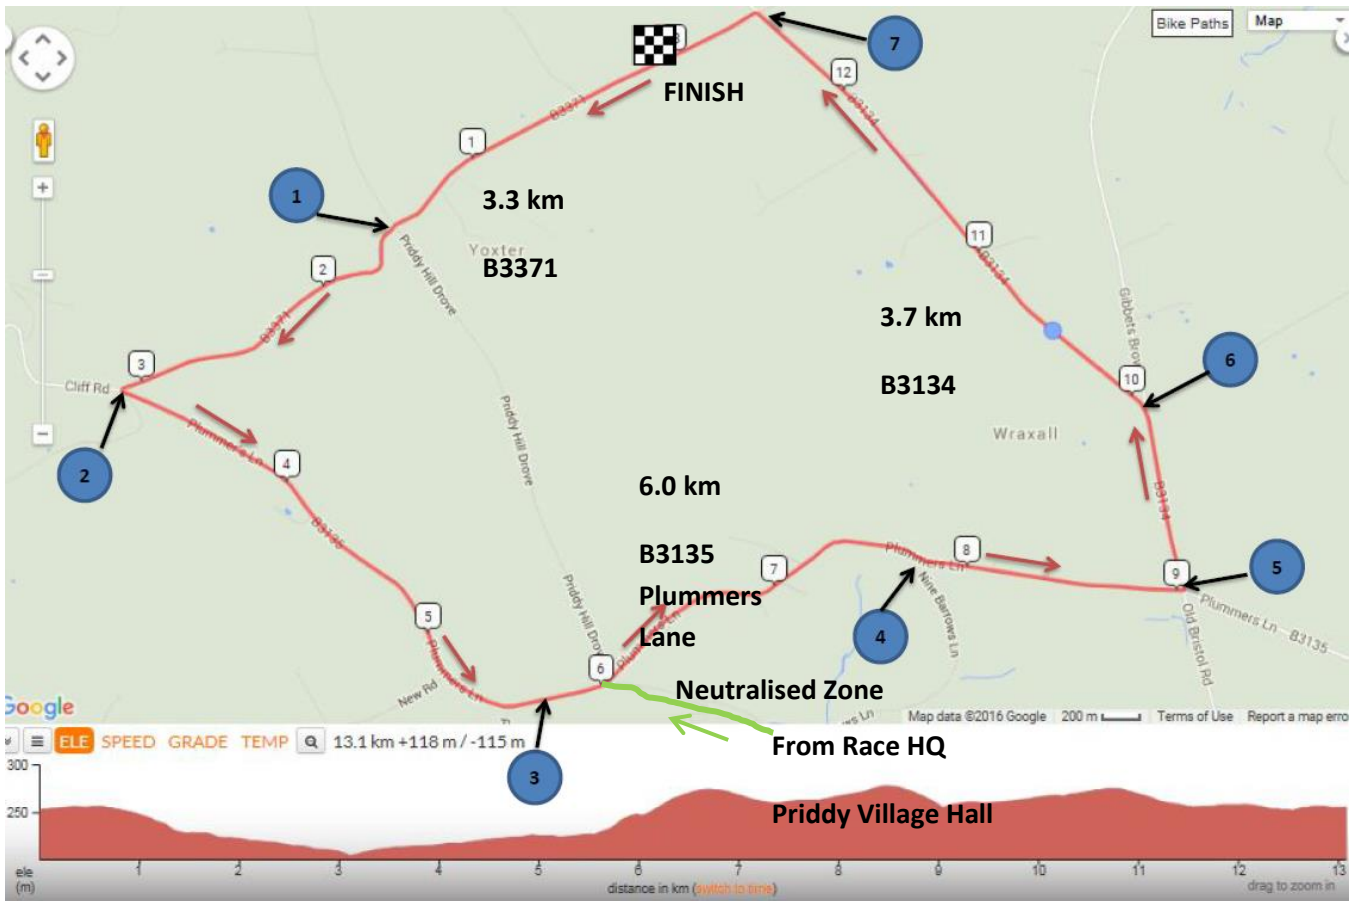 Bike Paths
Map
7
12
B3134
FINISH
B3371
1
1
3.3 km
Yoxter
B3371
Priddy Hill Drove
2
11
B3134
3.7 km
B3134
Gibbets Brow
B3371
3
Cliff Rd
10
6
Priddy Hill Drove
Wraxall
Plummers Ln
4
2
6.0 km
B3134
B3135
B3135
Plummers
Lane
Plummers Ln
8
7
9
5
Priddy Hill Drove
Nine Barrows Ln
Plummers Ln
B3135
Old Bristol Rd
5
4
Plummers Ln
Plummers Ln
6
New Rd
Neutralised Zone
Google
Map data ©2016 Google
200 m
Terms of Use
Report a map erro
ws Ln
ELE SPEED GRADE TEMP 13.1 km +118 m / -115 m
From Race HQ
3
300
250
Priddy Village Hall
ele
(m)
1 2 3 4 5 6 7 8 9 10 11 12 13
distance in km (switch to time)
drag to zoom in